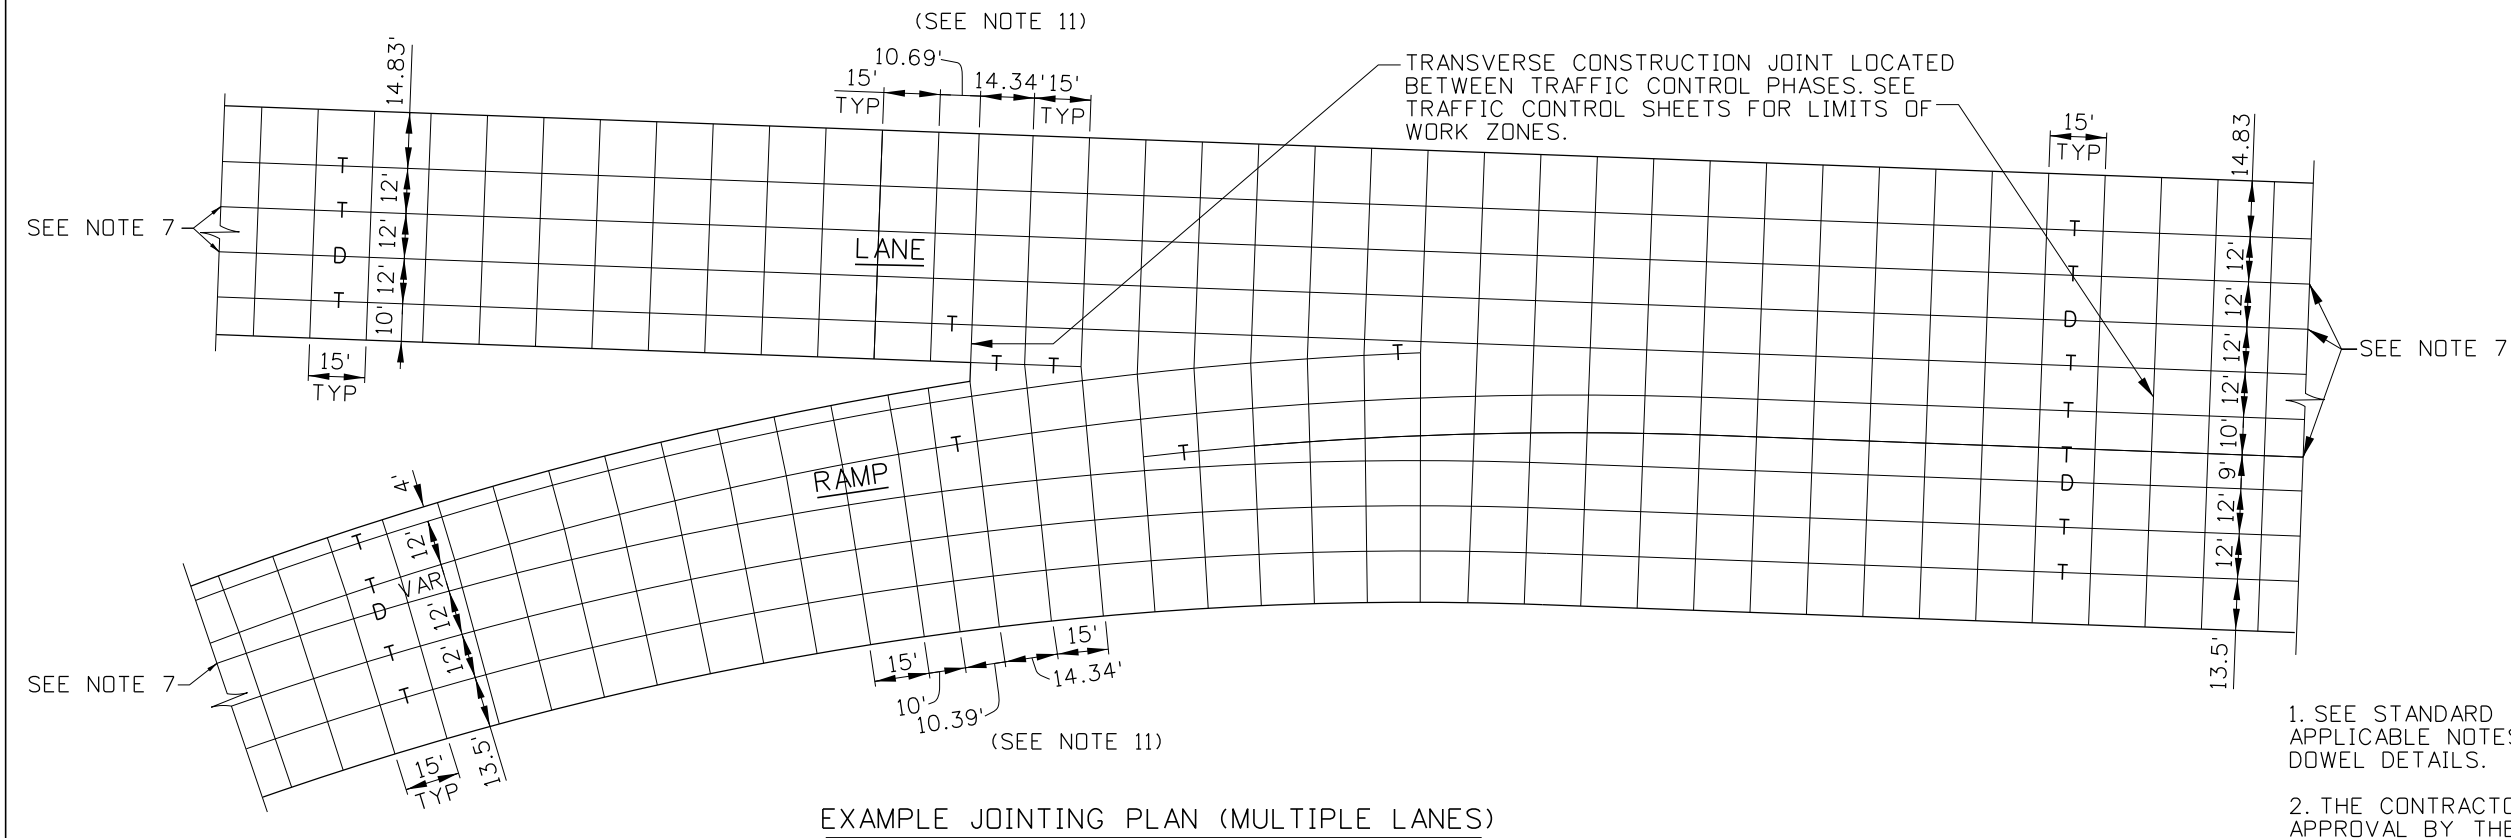 (SEE NOTE 11)
14.83'
15'
TYP
10.69'
14.34'
15'
TYP
TRANSVERSE CONSTRUCTION JOINT LOCATED
BETWEEN TRAFFIC CONTROL PHASES. SEE
TRAFFIC CONTROL SHEETS FOR LIMITS OF
WORK ZONES.
15'
TYP
14.83
SEE NOTE 7
T
T
D
T
12'
12'
12'
10'
15'
TYP
LANE
T
T
T
T
T
T
D
T
T
T
D
T
T
12'
12'
12'
12'
10'
9'
12'
12'
13.5'
SEE NOTE 7
RAMP
T
T
4'
T
T
D
T
T
12'
VAR
12'
12'
13.5'
15'
TYP
SEE NOTE 7
15'
10'
10.39'
14.34'
15'
(SEE NOTE 11)
EXAMPLE JOINTING PLAN (MULTIPLE LANES)
1. SEE STANDARD
APPLICABLE NOTES
DOWEL DETAILS.
2. THE CONTRACTO
APPROVAL BY THE